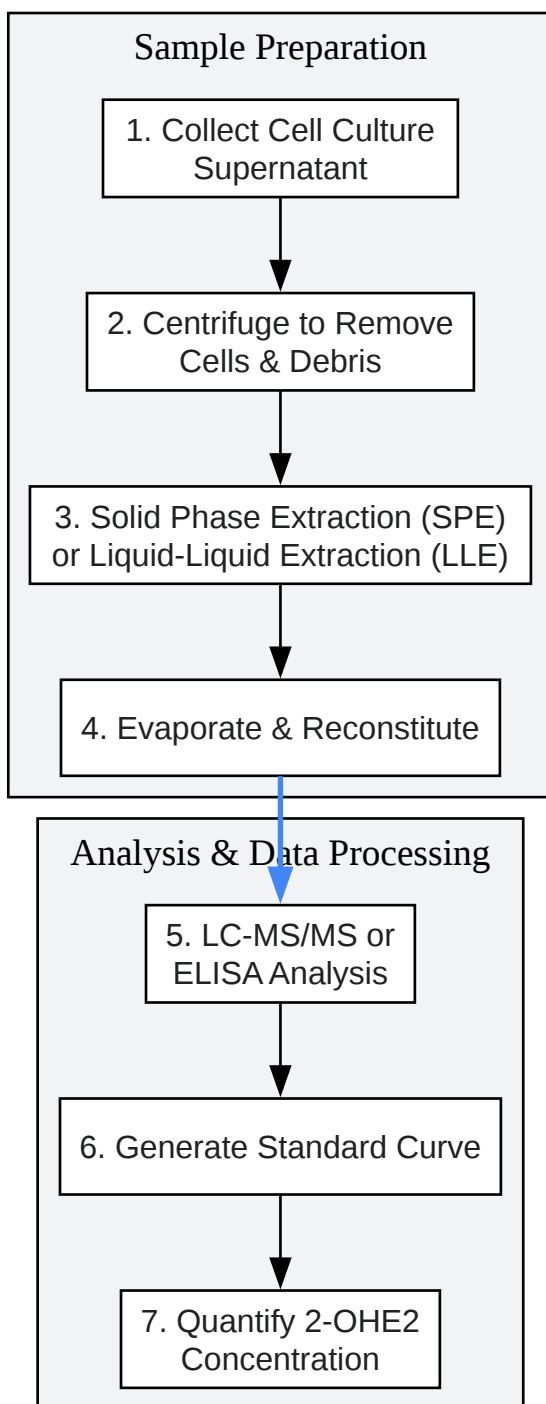 Sample Preparation
1. Collect Cell Culture
Supernatant
2. Centrifuge to Remove
Cells & Debris
3. Solid Phase Extraction (SPE)
or Liquid-Liquid Extraction (LLE)
4. Evaporate & Reconstitute
Analysis & Data Processing
5. LC-MS/MS or
ELISA Analysis
6. Generate Standard Curve
7. Quantify 2-OHE2
Concentration